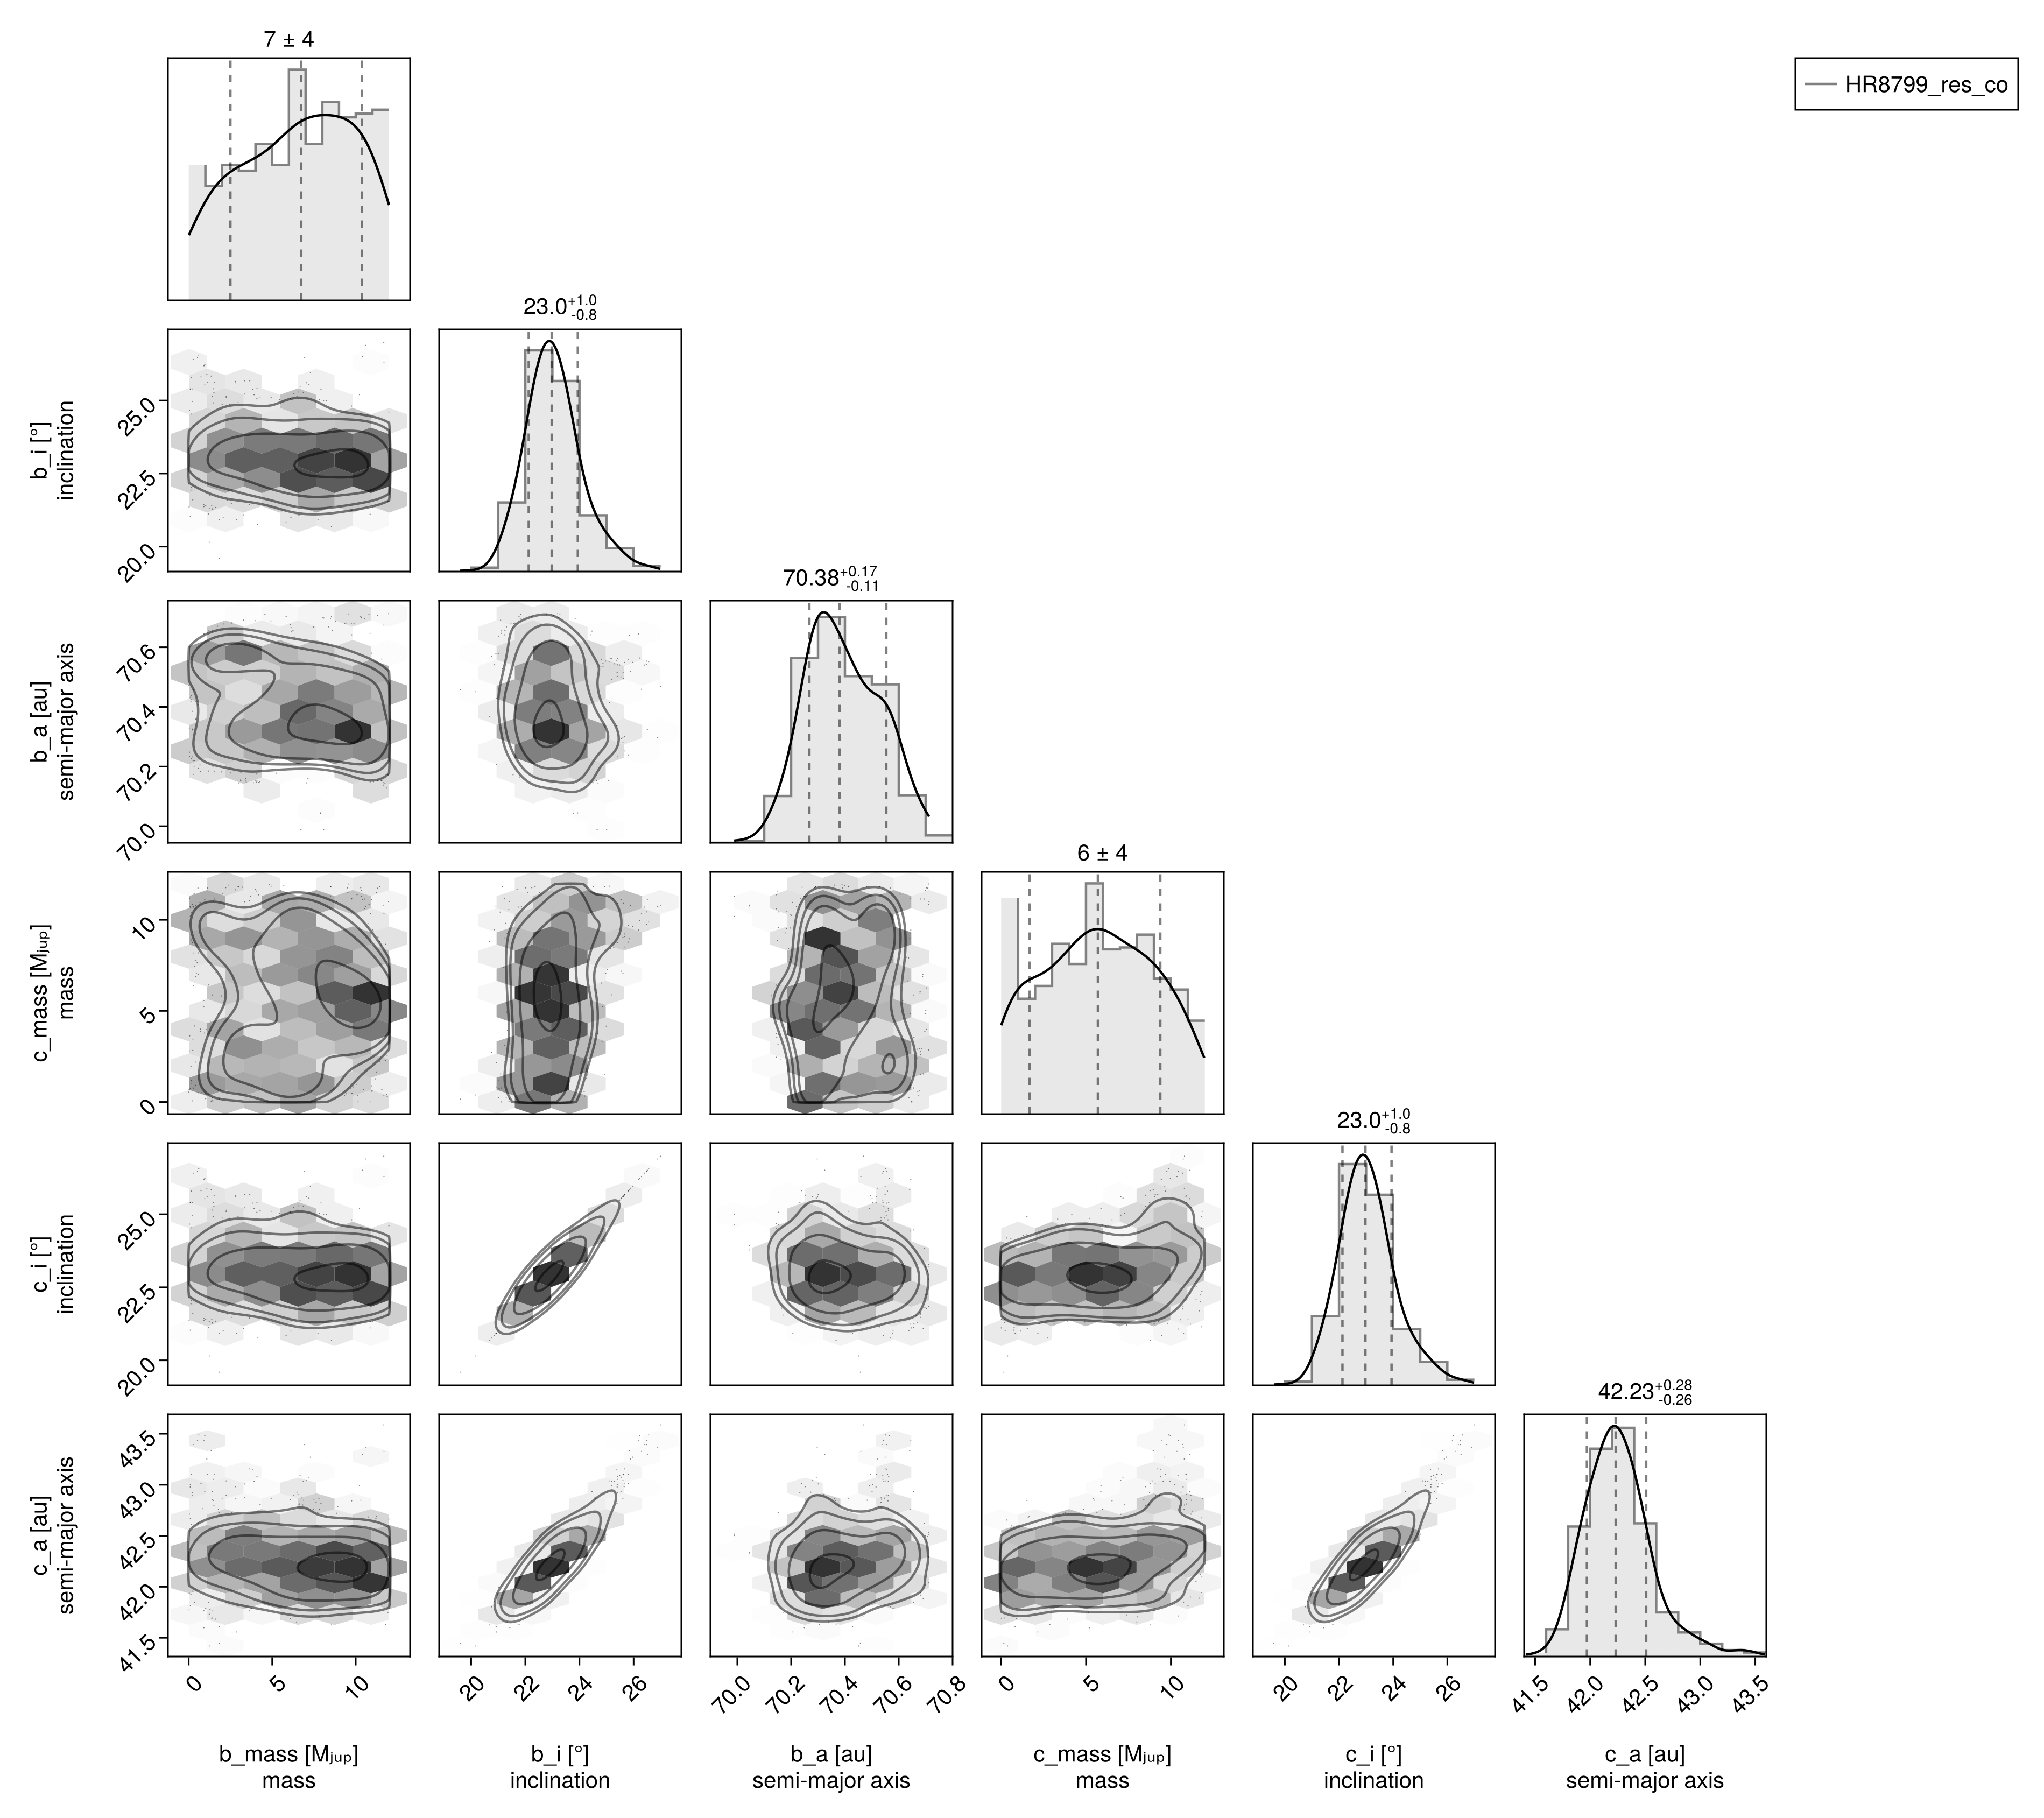 7 ± 4
HR8799_res_co
23.0+1.0
-0.8
b_i [°]
inclination
25.0
22.5
20.0
70.38+0.17
-0.11
b_a [au]
semi-major axis
70.6
70.4
70.2
70.0
6 ± 4
c_mass [Mⱼᵤₚ]
mass
10
5
0
23.0+1.0
-0.8
c_i [°]
inclination
25.0
22.5
20.0
42.23+0.28
-0.26
c_a [au]
semi-major axis
43.5
43.0
42.5
42.0
41.5
0 5 10
20 22 24 26
70.0 70.2 70.4 70.6 70.8
0 5 10
20 22 24 26
41.5 42.0 42.5 43.0 43.5
b_mass [Mⱼᵤₚ]
mass
b_i [°]
inclination
b_a [au]
semi-major axis
c_mass [Mⱼᵤₚ]
mass
c_i [°]
inclination
c_a [au]
semi-major axis